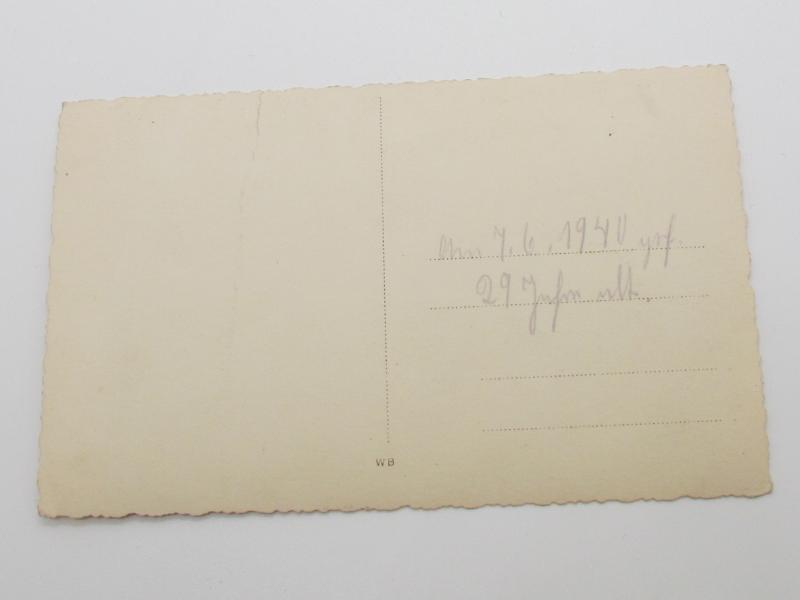 Am 7. 6. 1940 gef.
29 Jahre alt.
WB